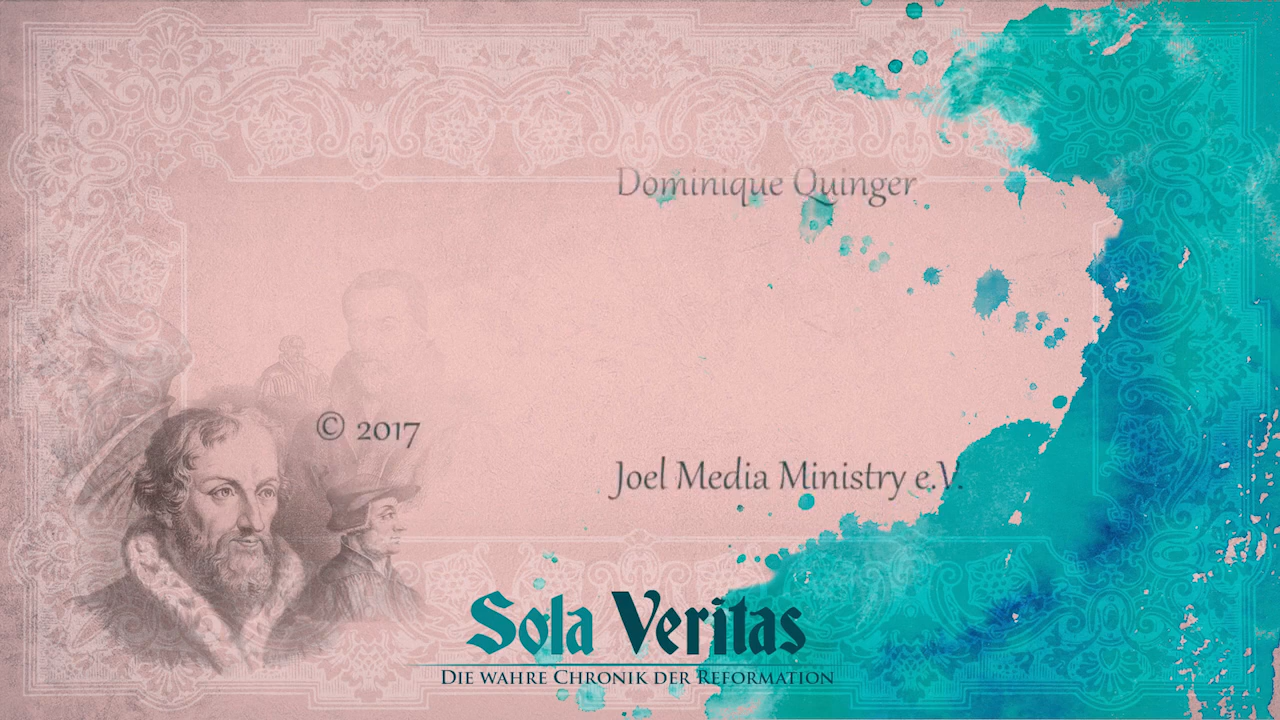 Dominique Quinger
© 2017
Joel Media Ministry e.V.
Sola Veritas
Die wahre Chronik der Reformation